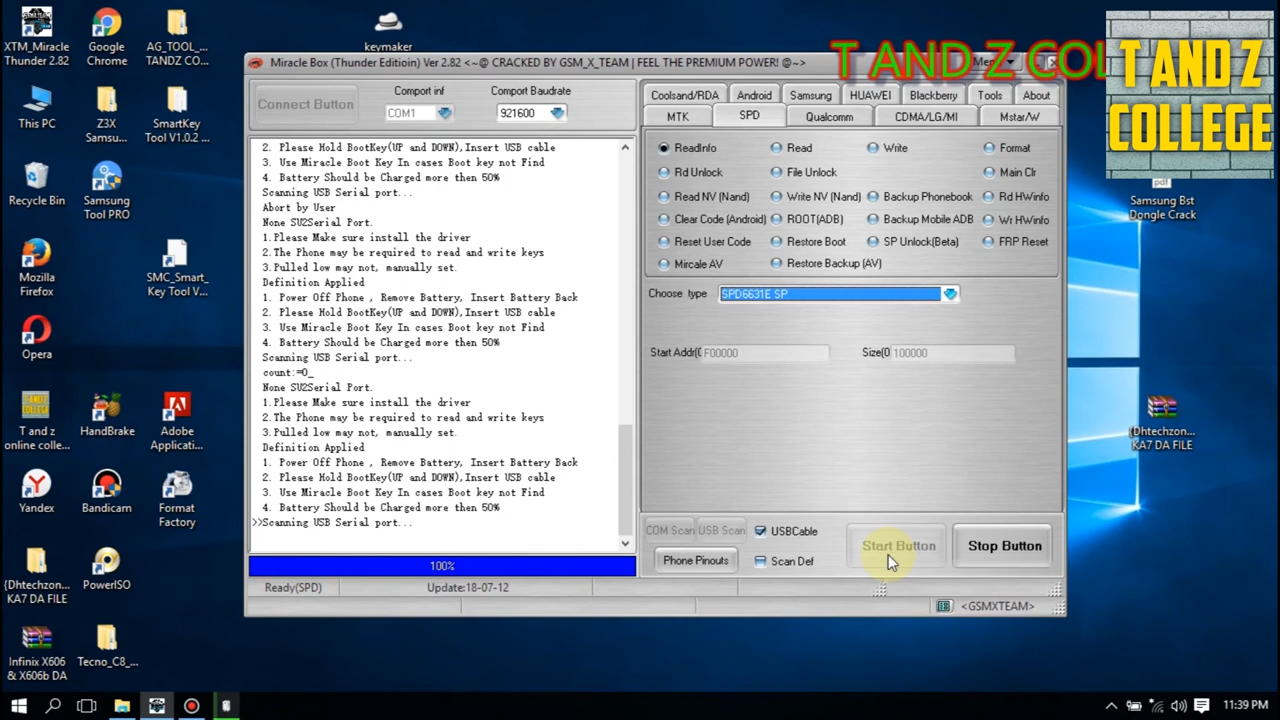 XTM_Miracle
Thunder 2.82
Google
Chrome
AG_TOOL_...
TANDZ CO...
keymaker
This PC
Z3X
Samsu...
SmartKey
Tool V1.0.2 ...
Recycle Bin
Samsung
Tool PRO
Mozilla
Firefox
SMC_Smart_
Key Tool V...
Opera
T and z
online colle...
HandBrake
Adobe
Applicati...
Yandex
Bandicam
Format
Factory
{Dhtechzon...
KA7 DA FILE
PowerISO
Infinix X606
& X606b DA
Tecno_C8_...
Miracle Box (Thunder Editioin) Ver 2.82 <~@ CRACKED BY GSM_X_TEAM | FEEL THE PREMIUM POWER! @~>
T AND Z COL
T AND Z
COLLEGE
Connect Button
Comport inf
Comport Baudrate
COM1
921600
2. Please Hold BootKey(UP and DOWN),Insert USB cable
3. Use Miracle Boot Key In cases Boot key not Find
4. Battery Should be Charged more then 50%
Scanning USB Serial port...
Abort by User
None SU2Serial Port.
1.Please Make sure install the driver
2.The Phone may be required to read and write keys
3.Pulled low may not, manually set.
Definition Applied
1. Power Off Phone , Remove Battery, Insert Battery Back
2. Please Hold BootKey(UP and DOWN),Insert USB cable
3. Use Miracle Boot Key In cases Boot key not Find
4. Battery Should be Charged more then 50%
Scanning USB Serial port...
count:=0_
None SU2Serial Port.
1.Please Make sure install the driver
2.The Phone may be required to read and write keys
3.Pulled low may not, manually set.
Definition Applied
1. Power Off Phone , Remove Battery, Insert Battery Back
2. Please Hold BootKey(UP and DOWN),Insert USB cable
3. Use Miracle Boot Key In cases Boot key not Find
4. Battery Should be Charged more then 50%
>>Scanning USB Serial port...
100%
Ready(SPD)
Update:18-07-12
Coolsand/RDA
Android
Samsung
HUAWEI
Blackberry
Tools
About
MTK
SPD
Qualcomm
CDMA/LG/MI
Mstar/W
ReadInfo
Read
Write
Format
Rd Unlock
File Unlock
Main Clr
Read NV (Nand)
Write NV (Nand)
Backup Phonebook
Rd HWinfo
Clear Code (Android)
ROOT(ADB)
Backup Mobile ADB
Wr HWinfo
Reset User Code
Restore Boot
SP Unlock(Beta)
FRP Reset
Mircale AV
Restore Backup (AV)
Choose type
SPD6631E SP
Start Addr(0
F00000
Size(0
100000
COM Scan
USB Scan
USBCable
Start Button
Stop Button
Phone Pinouts
Scan Def
<GSMXTEAM>
pdf
Samsung Bst
Dongle Crack
{Dhtechzon...
KA7 DA FILE
11:39 PM